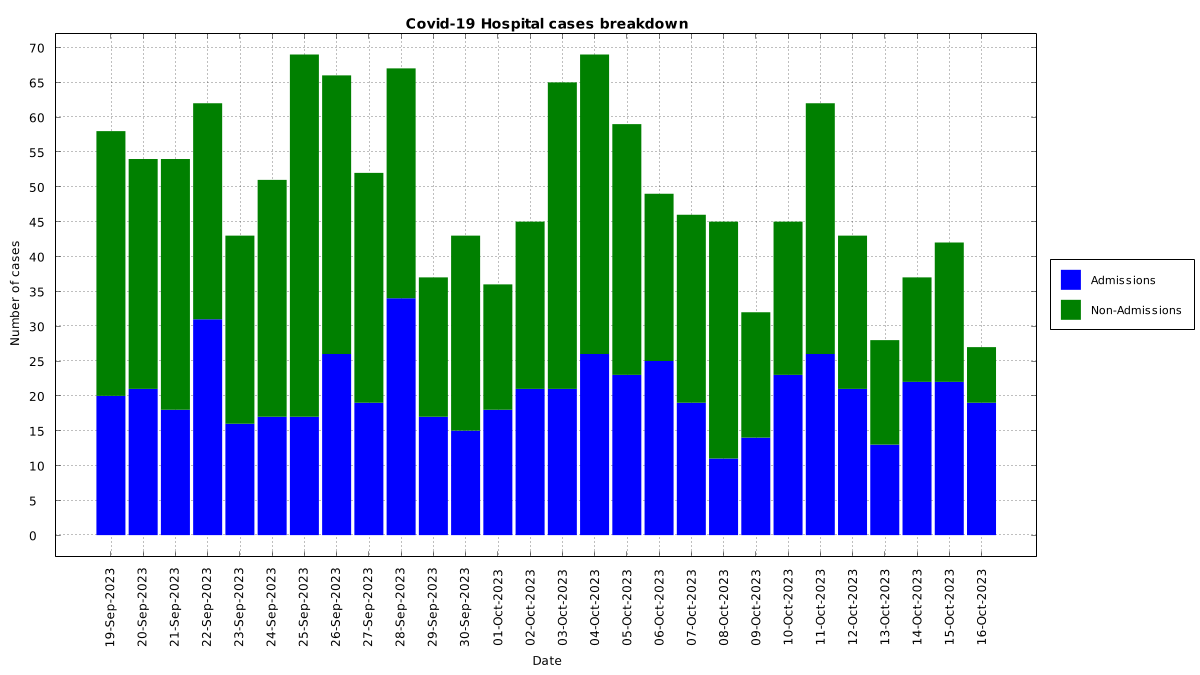 Covid-19 Hospital cases breakdown
70
65
60
55
50
45
40
35
30
25
20
15
10
5
0
Number of cases
19-Sep-2023
20-Sep-2023
21-Sep-2023
22-Sep-2023
23-Sep-2023
24-Sep-2023
25-Sep-2023
26-Sep-2023
27-Sep-2023
28-Sep-2023
29-Sep-2023
30-Sep-2023
01-Oct-2023
02-Oct-2023
03-Oct-2023
04-Oct-2023
05-Oct-2023
06-Oct-2023
07-Oct-2023
08-Oct-2023
09-Oct-2023
10-Oct-2023
11-Oct-2023
12-Oct-2023
13-Oct-2023
14-Oct-2023
15-Oct-2023
16-Oct-2023
Date
Admissions
Non-Admissions